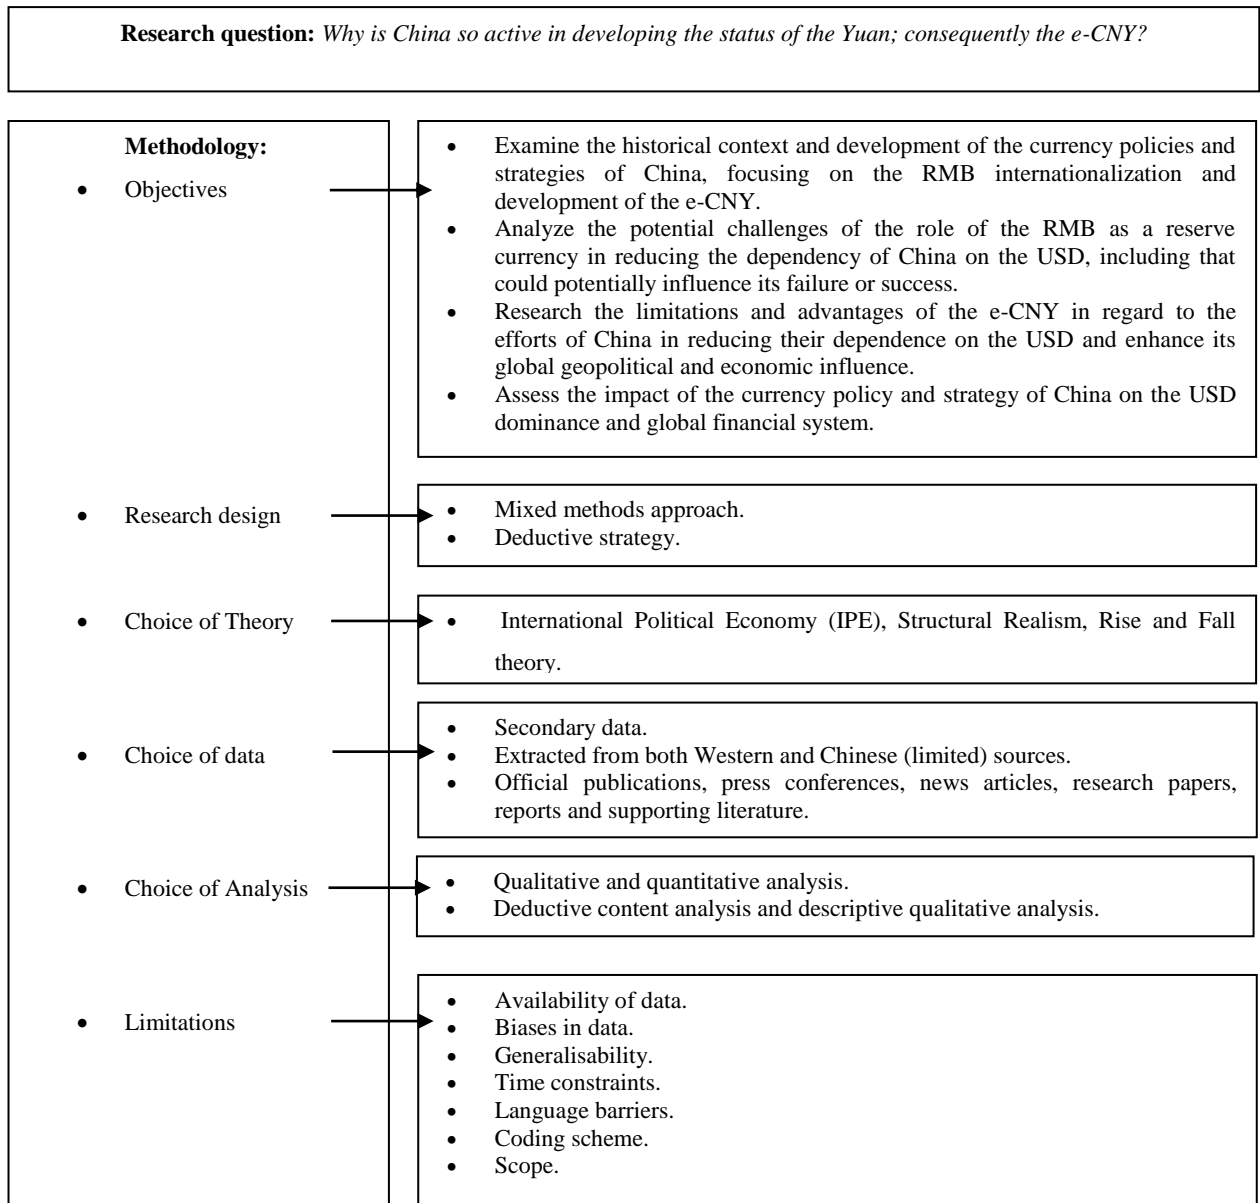 Research question: Why is China so active in developing the status of the Yuan; consequently the e-CNY?
Methodology:
• Objectives
• Examine the historical context and development of the currency policies and
strategies of China, focusing on the RMB internationalization and
development of the e-CNY.
• Analyze the potential challenges of the role of the RMB as a reserve
currency in reducing the dependency of China on the USD, including that
could potentially influence its failure or success.
• Research the limitations and advantages of the e-CNY in regard to the
efforts of China in reducing their dependence on the USD and enhance its
global geopolitical and economic influence.
• Assess the impact of the currency policy and strategy of China on the USD
dominance and global financial system.
• Research design
• Mixed methods approach.
• Deductive strategy.
• Choice of Theory
• International Political Economy (IPE), Structural Realism, Rise and Fall
theory.
• Choice of data
• Secondary data.
• Extracted from both Western and Chinese (limited) sources.
• Official publications, press conferences, news articles, research papers,
reports and supporting literature.
• Choice of Analysis
• Qualitative and quantitative analysis.
• Deductive content analysis and descriptive qualitative analysis.
• Limitations
• Availability of data.
• Biases in data.
• Generalisability.
• Time constraints.
• Language barriers.
• Coding scheme.
• Scope.